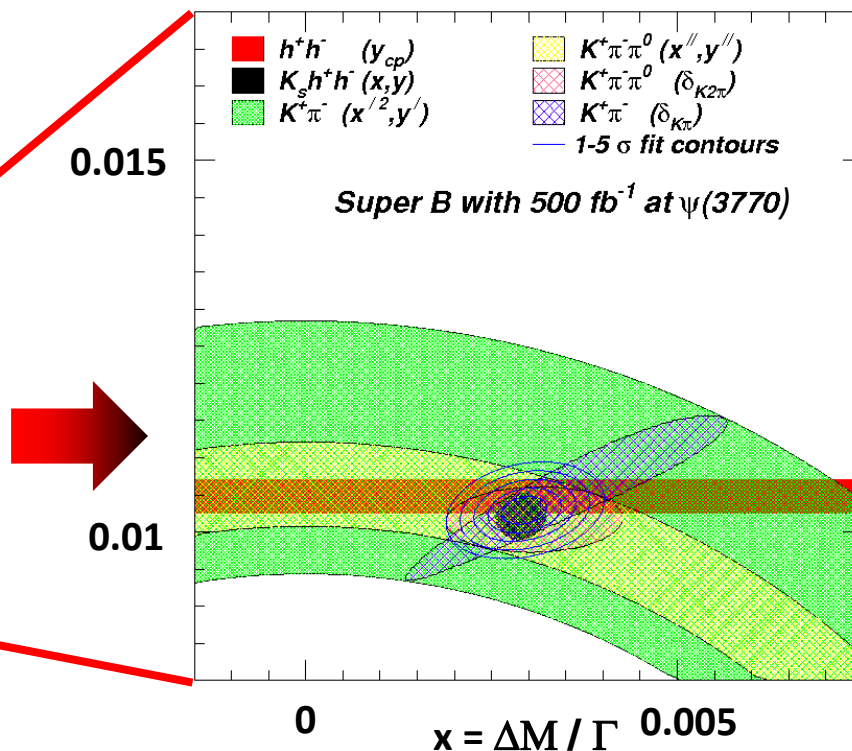 h⁺h⁻ (y_cp)
K_s h⁺h⁻ (x,y)
K⁺π⁻ (x′², y′)
K⁺π⁻π⁰ (x″,y″)
K⁺π⁻π⁰ (δ_K2π)
K⁺π⁻ (δ_Kπ)
1-5 σ fit contours
Super B with 500 fb⁻¹ at ψ(3770)
0.015
0.01
0
0.005
x = ΔM / Γ